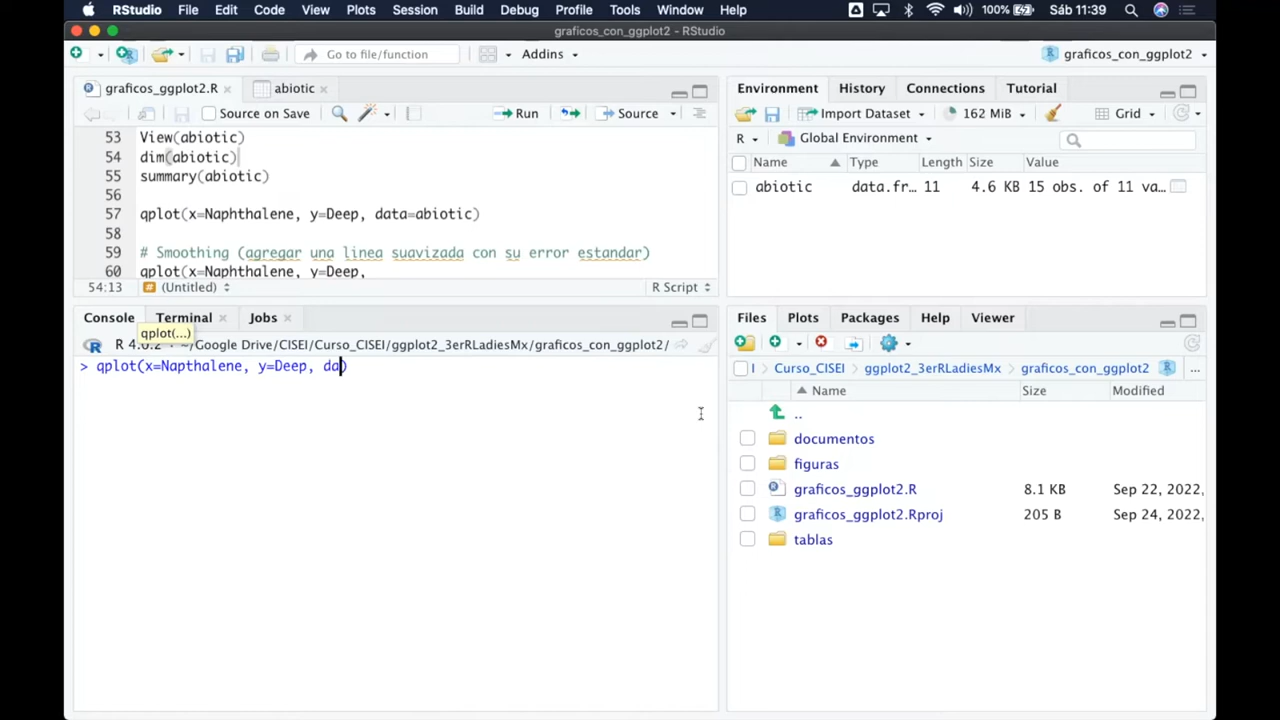 RStudio File Edit Code View Plots Session Build Debug Profile Tools Window Help 100% Sáb 11:39
graficos_con_ggplot2 - RStudio
Go to file/function Addins graficos_con_ggplot2
graficos_ggplot2.R abiotic
Source on Save Run Source
53 View(abiotic)
54 dim(abiotic)
55 summary(abiotic)
56
57 qplot(x=Naphthalene, y=Deep, data=abiotic)
58
59 # Smoothing (agregar una linea suavizada con su error estandar)
60 qplot(x=Naphthalene, y=Deep,
54:13 (Untitled) R Script
Console Terminal Jobs
qplot(...)
R 4.0.2 · ~/Google Drive/CISEI/Curso_CISEI/ggplot2_3erRLadiesMx/graficos_con_ggplot2/
> qplot(x=Napthalene, y=Deep, da)
Environment History Connections Tutorial
Import Dataset 162 MiB Grid
R Global Environment
Name Type Length Size Value
abiotic data.fr… 11 4.6 KB 15 obs. of 11 va…
Files Plots Packages Help Viewer
Curso_CISEI ggplot2_3erRLadiesMx graficos_con_ggplot2 ...
Name Size Modified
..
documentos
figuras
graficos_ggplot2.R 8.1 KB Sep 22, 2022,
graficos_ggplot2.Rproj 205 B Sep 24, 2022,
tablas